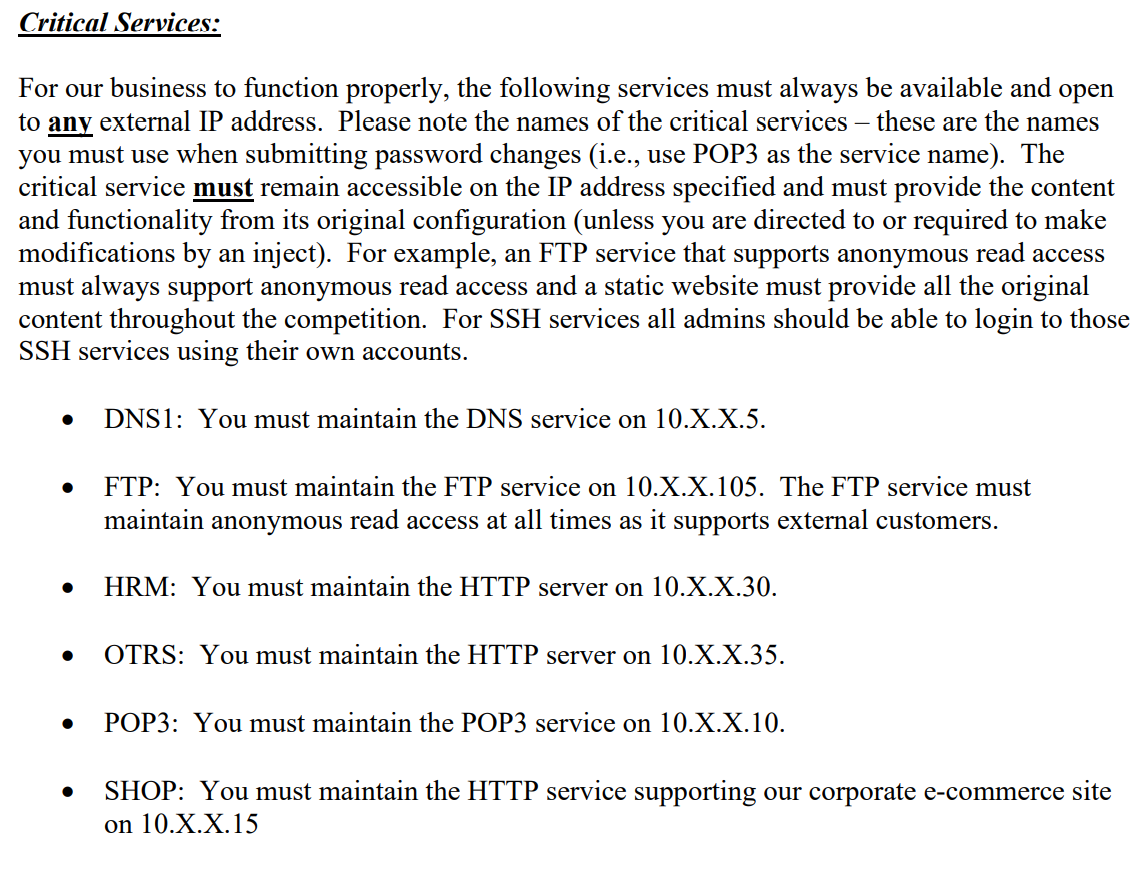 Critical Services:
For our business to function properly, the following services must always be available and open
to any external IP address.  Please note the names of the critical services – these are the names
you must use when submitting password changes (i.e., use POP3 as the service name).  The
critical service must remain accessible on the IP address specified and must provide the content
and functionality from its original configuration (unless you are directed to or required to make
modifications by an inject).  For example, an FTP service that supports anonymous read access
must always support anonymous read access and a static website must provide all the original
content throughout the competition.  For SSH services all admins should be able to login to those
SSH services using their own accounts.
• DNS1:  You must maintain the DNS service on 10.X.X.5.
• FTP:  You must maintain the FTP service on 10.X.X.105.  The FTP service must
maintain anonymous read access at all times as it supports external customers.
• HRM:  You must maintain the HTTP server on 10.X.X.30.
• OTRS:  You must maintain the HTTP server on 10.X.X.35.
• POP3:  You must maintain the POP3 service on 10.X.X.10.
• SHOP:  You must maintain the HTTP service supporting our corporate e-commerce site
on 10.X.X.15